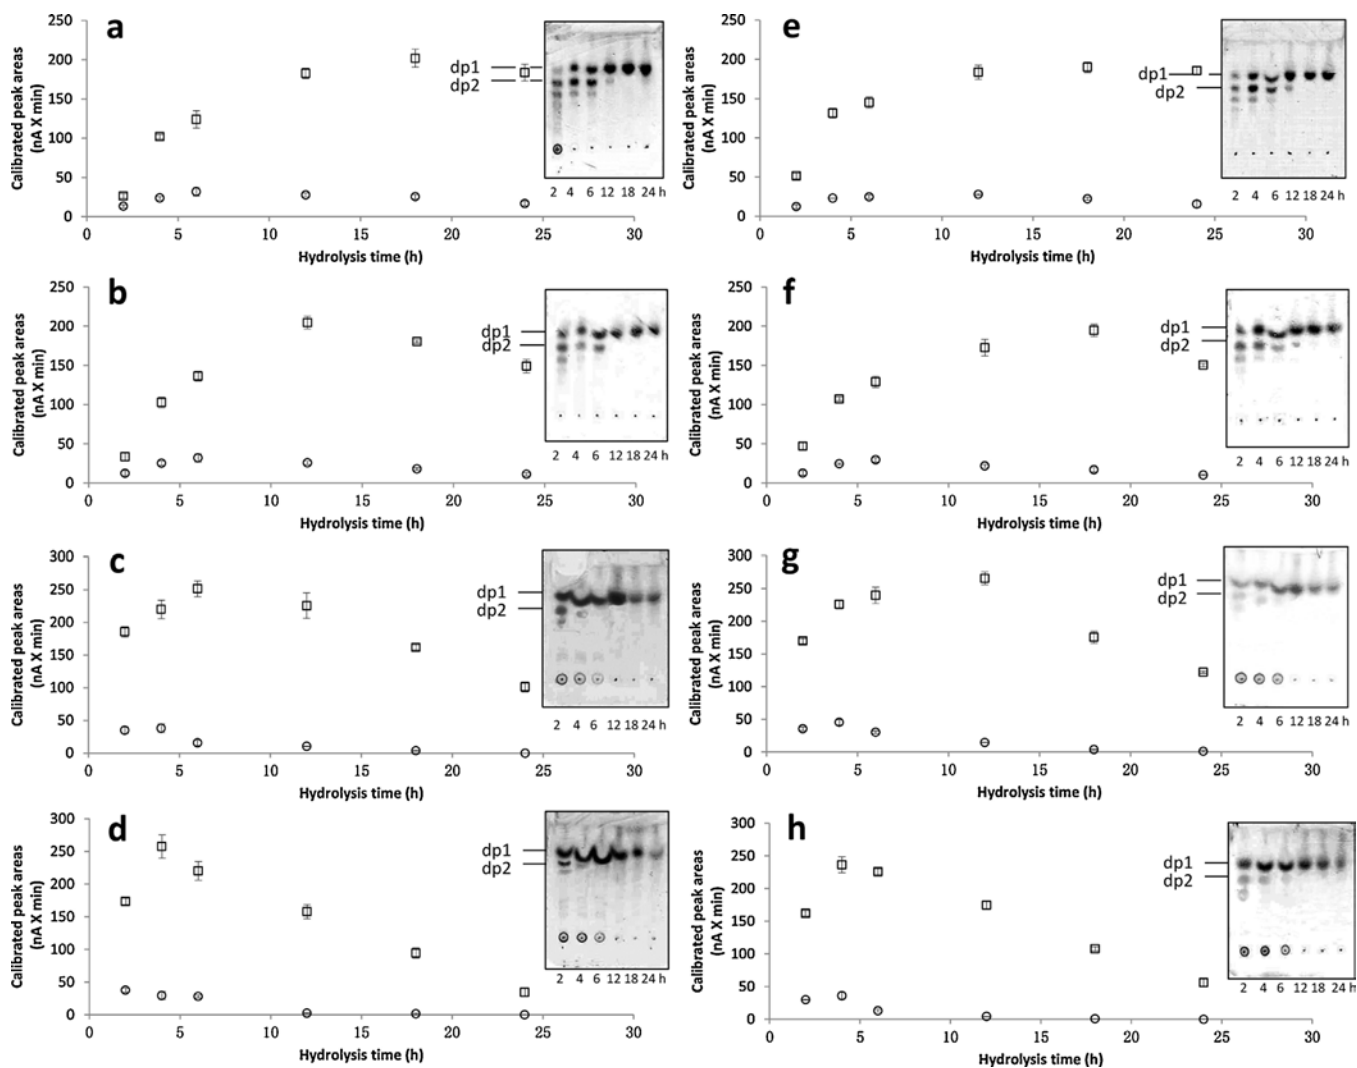 a
Calibrated peak areas
(nA X min)
250
200
150
100
50
0
0 5 10 15 20 25 30
Hydrolysis time (h)
dp1
dp2
2 4 6 12 18 24 h
e
Calibrated peak areas
(nA X min)
250
200
150
100
50
0
0 5 10 15 20 25 30
Hydrolysis time (h)
dp1
dp2
2 4 6 12 18 24 h
b
Calibrated peak areas
(nA X min)
250
200
150
100
50
0
0 5 10 15 20 25 30
Hydrolysis time (h)
dp1
dp2
2 4 6 12 18 24 h
f
Calibrated peak areas
(nA X min)
250
200
150
100
50
0
0 5 10 15 20 25 30
Hydrolysis time (h)
dp1
dp2
2 4 6 12 18 24 h
c
Calibrated peak areas
(nA X min)
300
250
200
150
100
50
0
0 5 10 15 20 25 30
Hydrolysis time (h)
dp1
dp2
2 4 6 12 18 24 h
g
Calibrated peak areas
(nA X min)
300
250
200
150
100
50
0
0 5 10 15 20 25 30
Hydrolysis time (h)
dp1
dp2
2 4 6 12 18 24 h
d
Calibrated peak areas
(nA X min)
300
250
200
150
100
50
0
0 5 10 15 20 25 30
Hydrolysis time (h)
dp1
dp2
2 4 6 12 18 24 h
h
Calibrated peak areas
(nA X min)
300
250
200
150
100
50
0
0 5 10 15 20 25 30
Hydrolysis time (h)
dp1
dp2
2 4 6 12 18 24 h